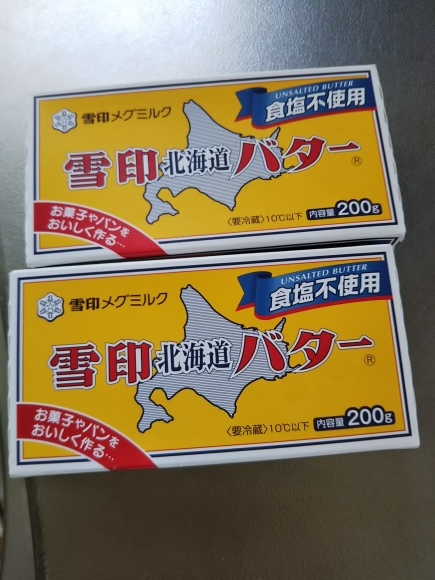 雪印メグミルク
UNSALTED BUTTER
食塩不使用
雪印北海道バター®
お菓子やパンを
おいしく作る…
〈要冷蔵〉10℃以下 内容量200g
雪印メグミルク
UNSALTED BUTTER
食塩不使用
雪印北海道バター®
お菓子やパンを
おいしく作る…
〈要冷蔵〉10℃以下 内容量200g